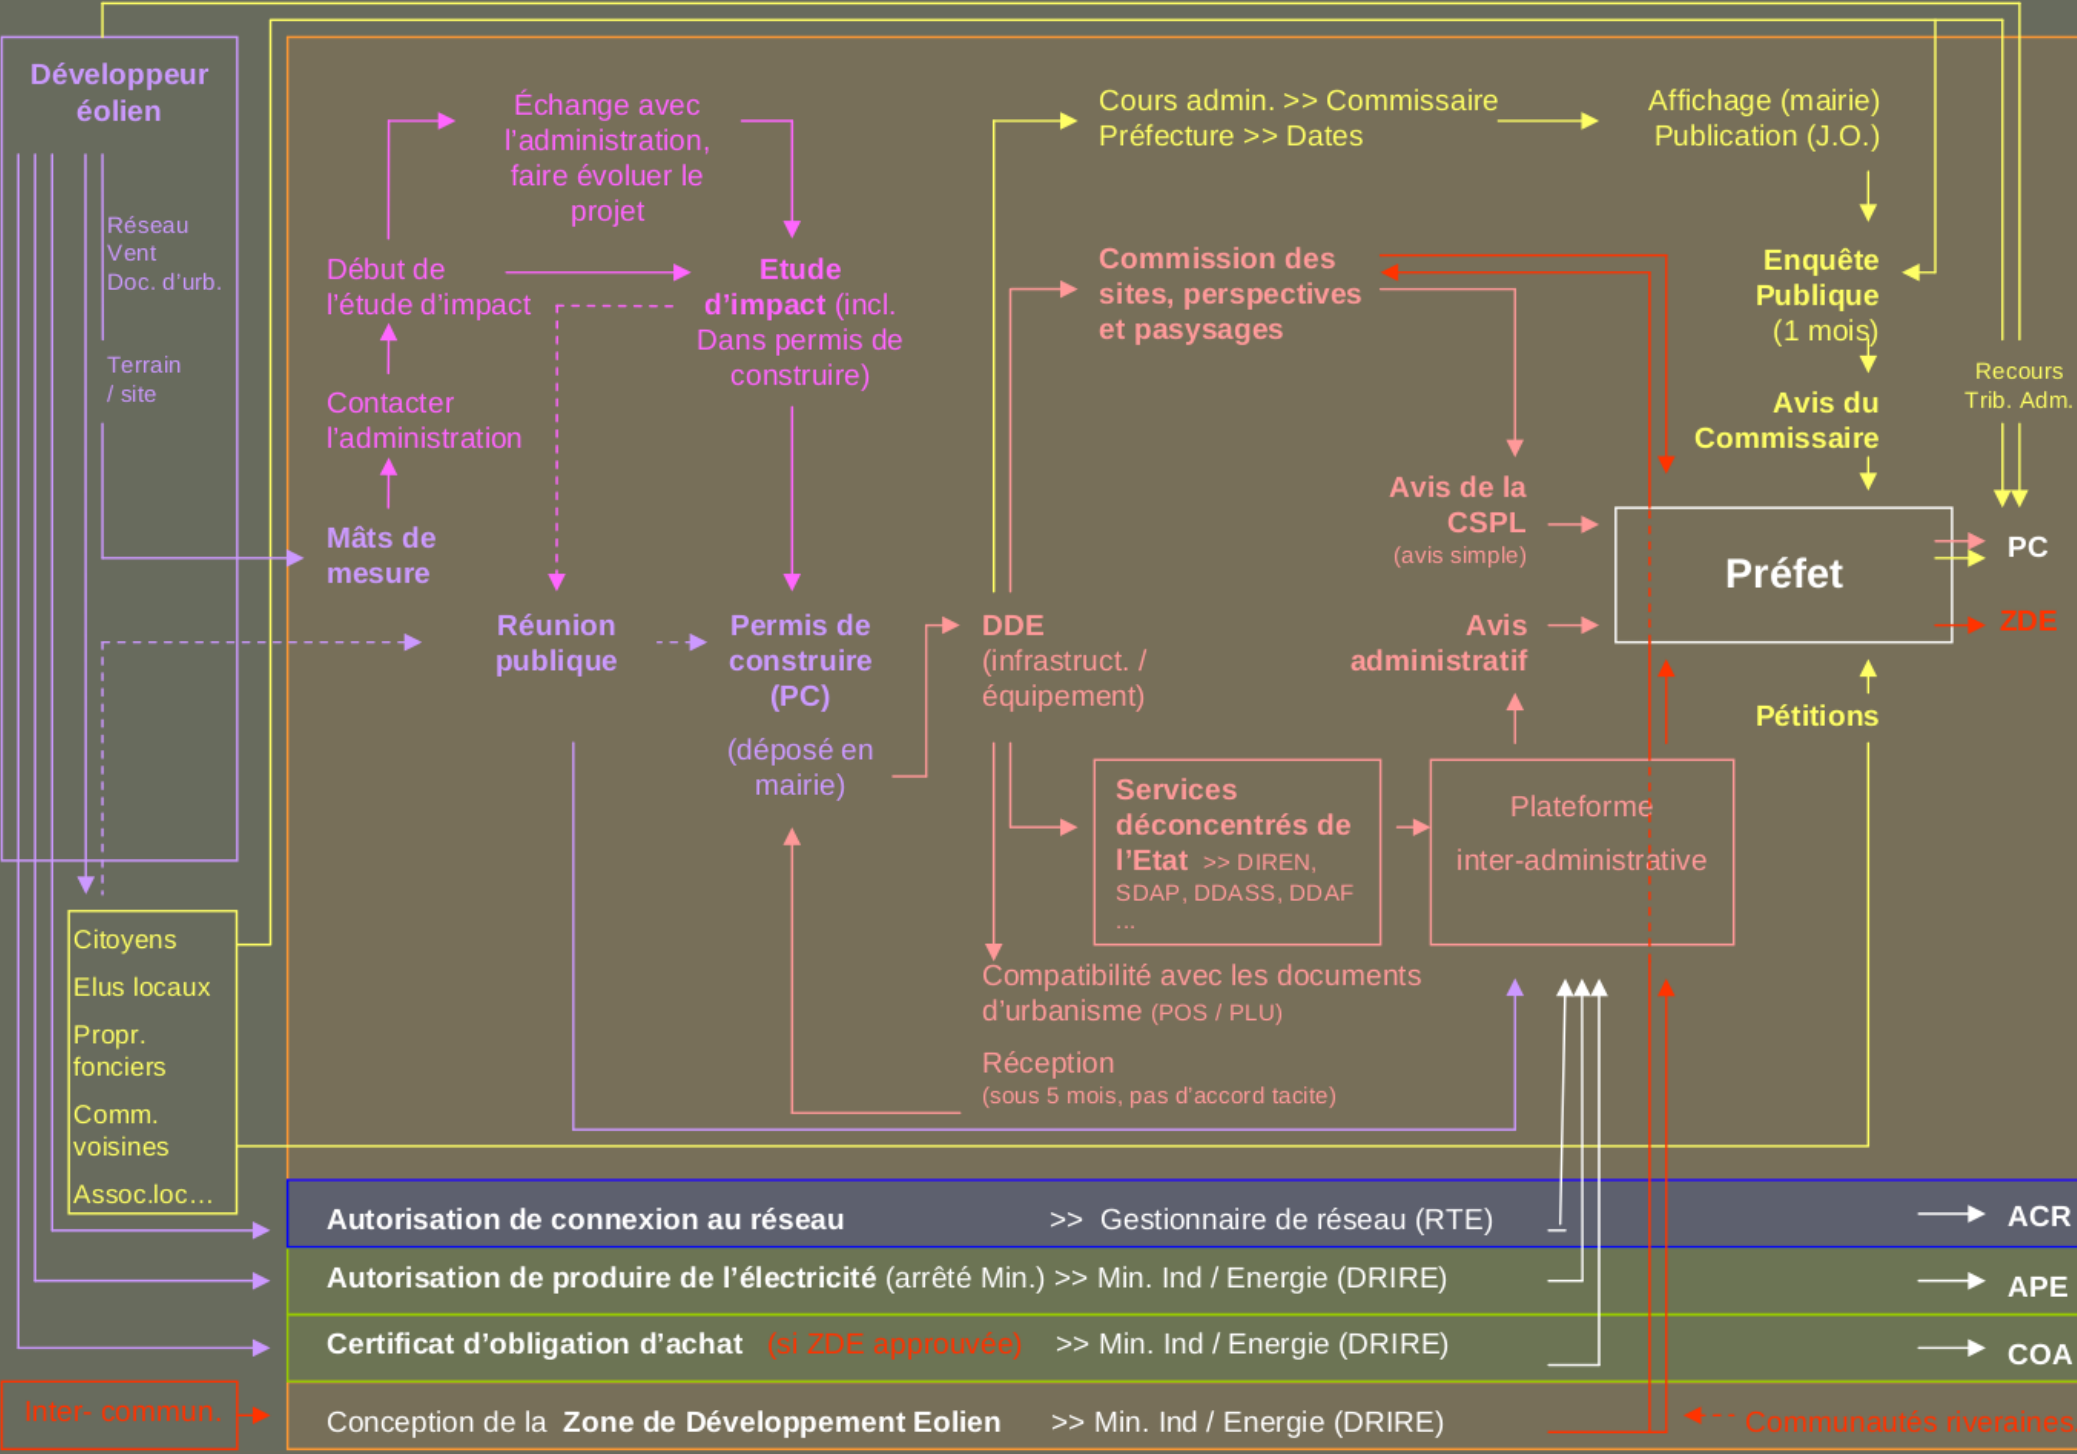 Développeur
éolien
Réseau
Vent
Doc. d'urb.
Terrain
/ site
Échange avec
l'administration,
faire évoluer le
projet
Début de
l'étude d'impact
Contacter
l'administration
Mâts de
mesure
Etude
d'impact (incl.
Dans permis de
construire)
Réunion
publique
Permis de
construire
(PC)
(déposé en
mairie)
Cours admin. >> Commissaire
Préfecture >> Dates
Affichage (mairie)
Publication (J.O.)
Commission des
sites, perspectives
et pasysages
Enquête
Publique
(1 mois)
Avis du
Commissaire
Recours
Trib. Adm.
Avis de la
CSPL
(avis simple)
Avis
administratif
Préfet
PC
ZDE
Pétitions
DDE
(infrastruct. /
équipement)
Services
déconcentrés de
l'Etat >> DIREN,
SDAP, DDASS, DDAF
...
Plateforme
inter-administrative
Compatibilité avec les documents
d'urbanisme (POS / PLU)
Réception
(sous 5 mois, pas d'accord tacite)
Citoyens
Elus locaux
Propr.
fonciers
Comm.
voisines
Assoc.loc...
Autorisation de connexion au réseau >> Gestionnaire de réseau (RTE) ACR
Autorisation de produire de l'électricité (arrêté Min.) >> Min. Ind / Energie (DRIRE) APE
Certificat d'obligation d'achat (si ZDE approuvée) >> Min. Ind / Energie (DRIRE) COA
Inter- commun.
Conception de la Zone de Développement Eolien >> Min. Ind / Energie (DRIRE) Communautés riveraines